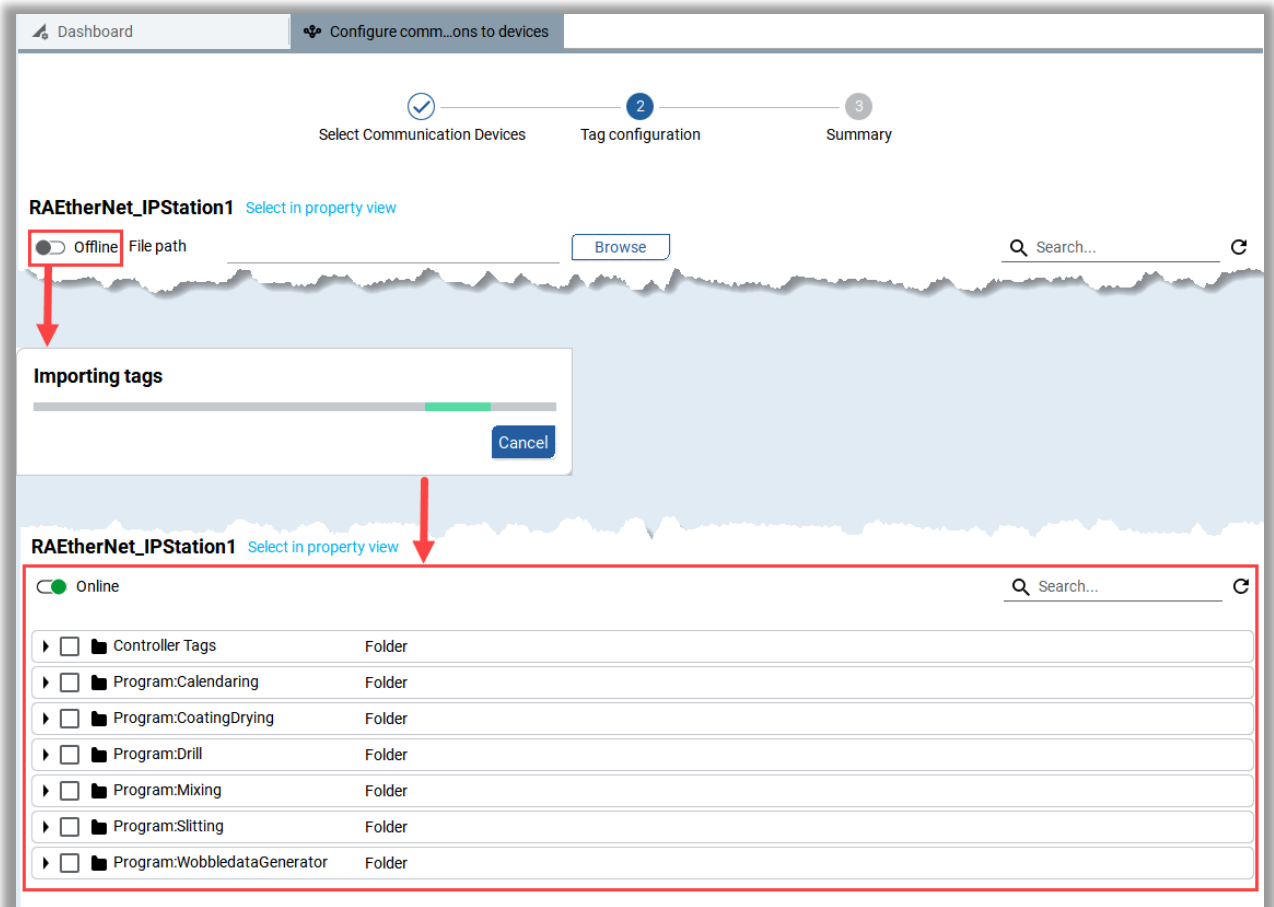 Dashboard
Configure comm...ons to devices
2
3
Select Communication Devices
Tag configuration
Summary
RAEtherNet_IPStation1 Select in property view
Offline File path
Browse
Search...
Importing tags
Cancel
RAEtherNet_IPStation1 Select in property view
Online
Search...
Controller Tags Folder
Program:Calendaring Folder
Program:CoatingDrying Folder
Program:Drill Folder
Program:Mixing Folder
Program:Slitting Folder
Program:WobbledataGenerator Folder